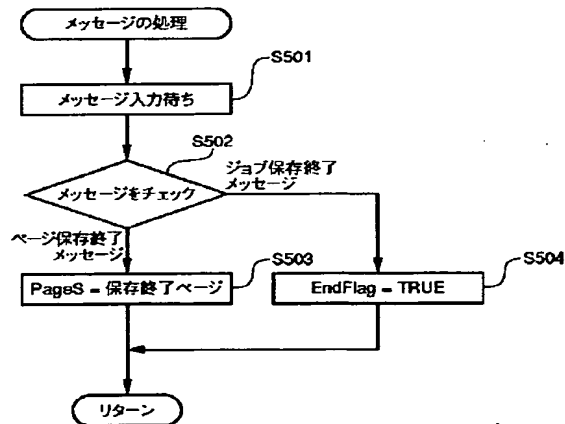 メッセージの処理
S501
メッセージ入力待ち
S502
メッセージをチェック
ジョブ保存終了
メッセージ
ページ保存終了
メッセージ
S503
PageS = 保存終了ページ
S504
EndFlag = TRUE
リターン